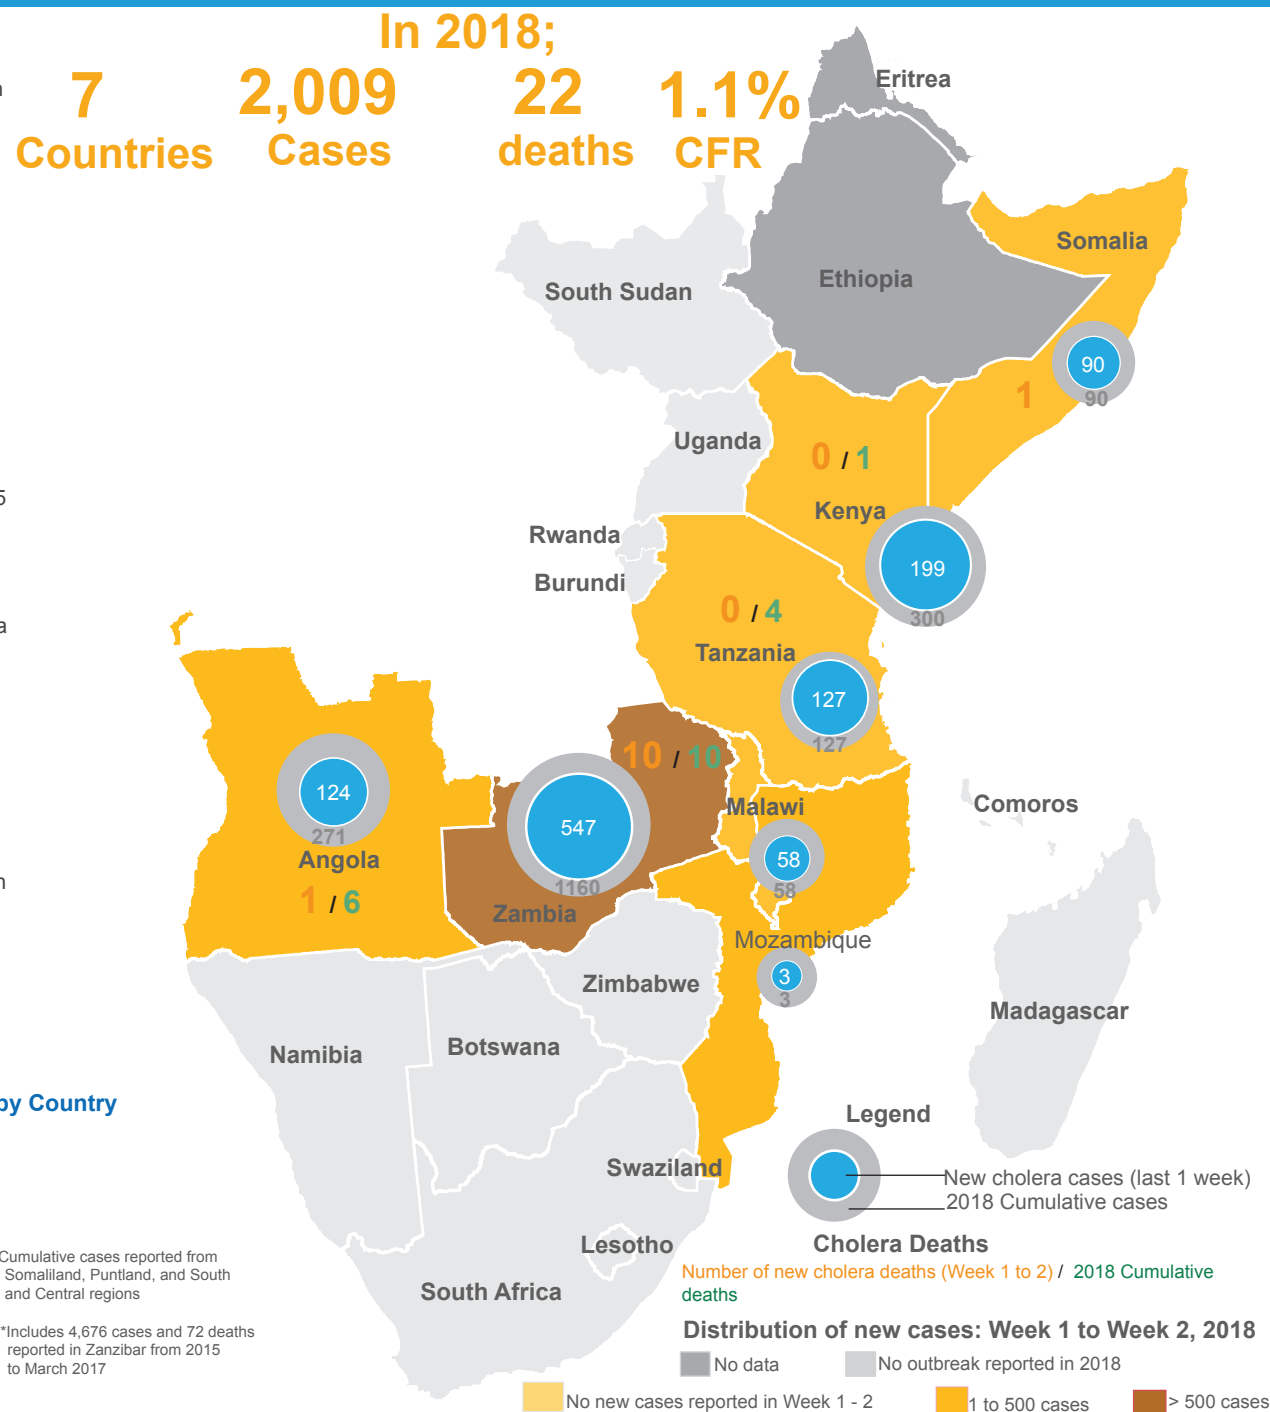 In 2018;
7
2,009
22
1.1%
Countries
Cases
deaths
CFR
n
Eritrea
Somalia
Ethiopia
South Sudan
90
1
90
Uganda
0 / 1
5
Kenya
Rwanda
199
Burundi
300
0 / 4
a
Tanzania
127
127
10 / 10
124
Malawi
Comoros
547
271
Angola
58
n
1160
58
1 / 6
Zambia
Mozambique
3
Zimbabwe
3
Madagascar
Botswana
Namibia
by Country
Legend
Swaziland
New cholera cases (last 1 week)
2018 Cumulative cases
Lesotho
Cholera Deaths
Cumulative cases reported from
Somaliland, Puntland, and South
and Central regions
South Africa
Number of new cholera deaths (Week 1 to 2) / 2018 Cumulative
deaths
*Includes 4,676 cases and 72 deaths
reported in Zanzibar from 2015
to March 2017
Distribution of new cases: Week 1 to Week 2, 2018
No data
No outbreak reported in 2018
No new cases reported in Week 1 - 2
1 to 500 cases
> 500 cases